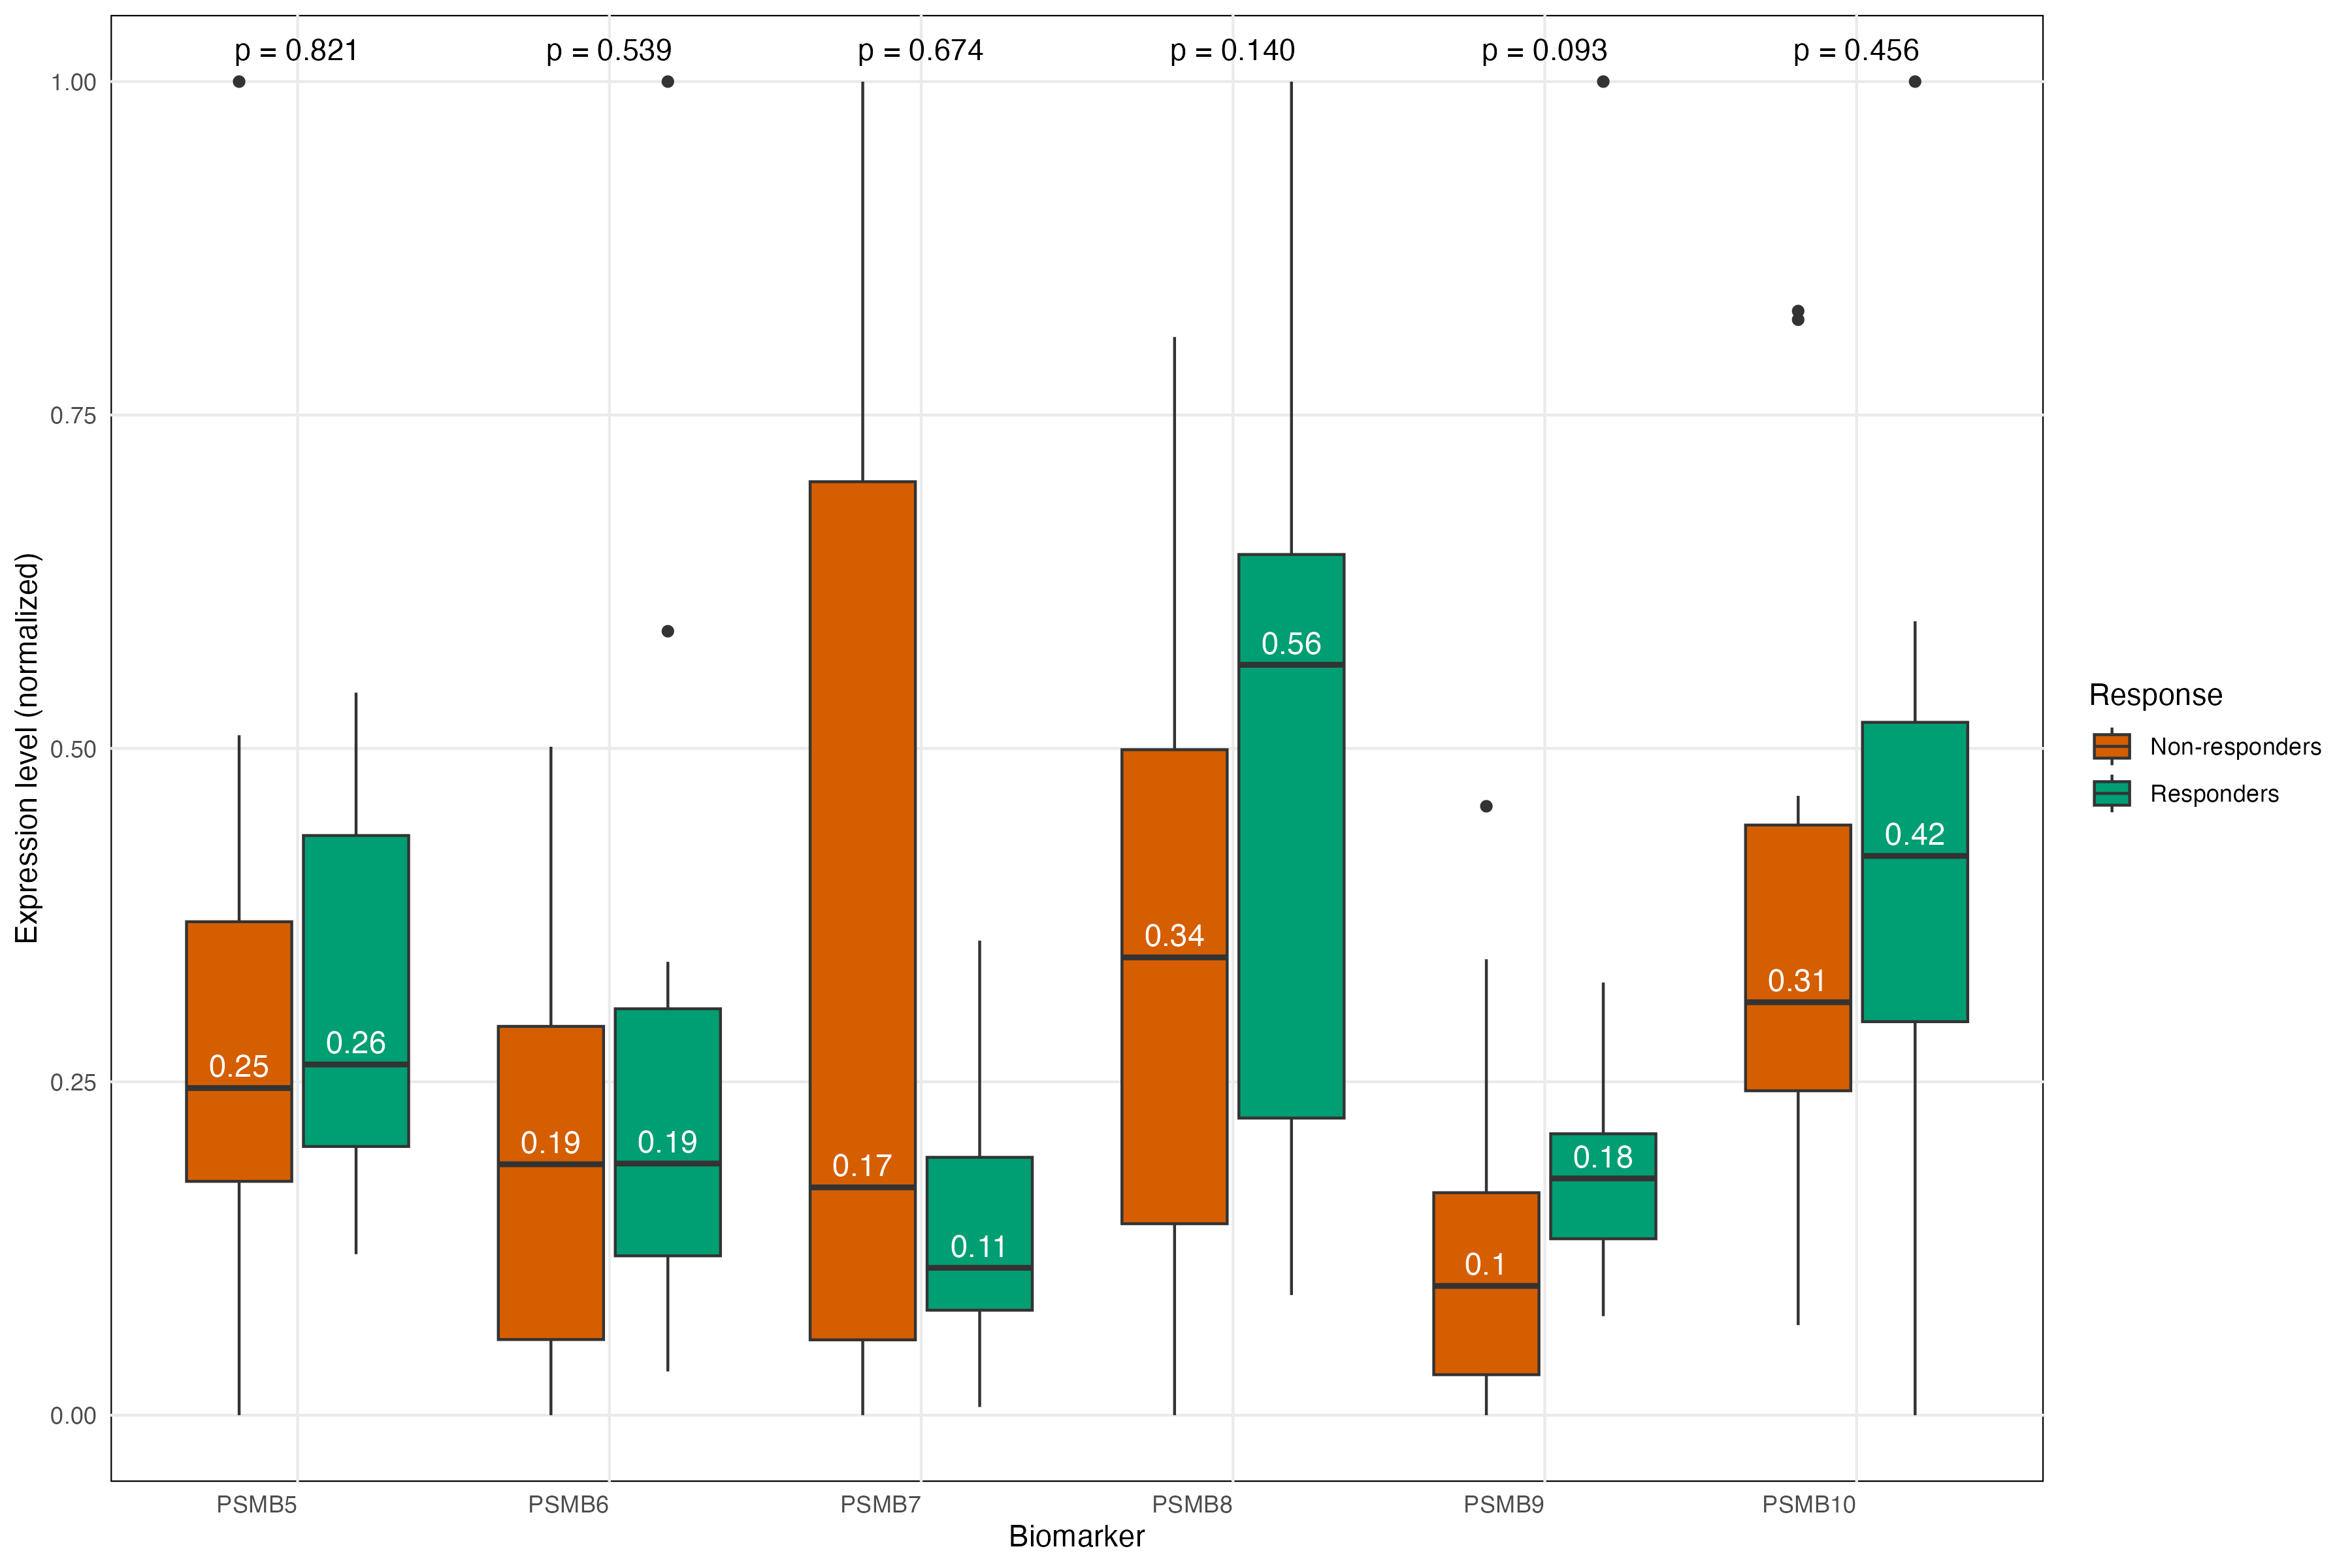 p = 0.821 p = 0.539 p = 0.674 p = 0.140 p = 0.093 p = 0.456
1.00
0.75
0.50
0.25
0.00
Expression level (normalized)
0.25
0.26
0.19
0.19
0.17
0.11
0.34
0.56
0.1
0.18
0.31
0.42
PSMB5 PSMB6 PSMB7 PSMB8 PSMB9 PSMB10
Biomarker
Response
Non-responders
Responders